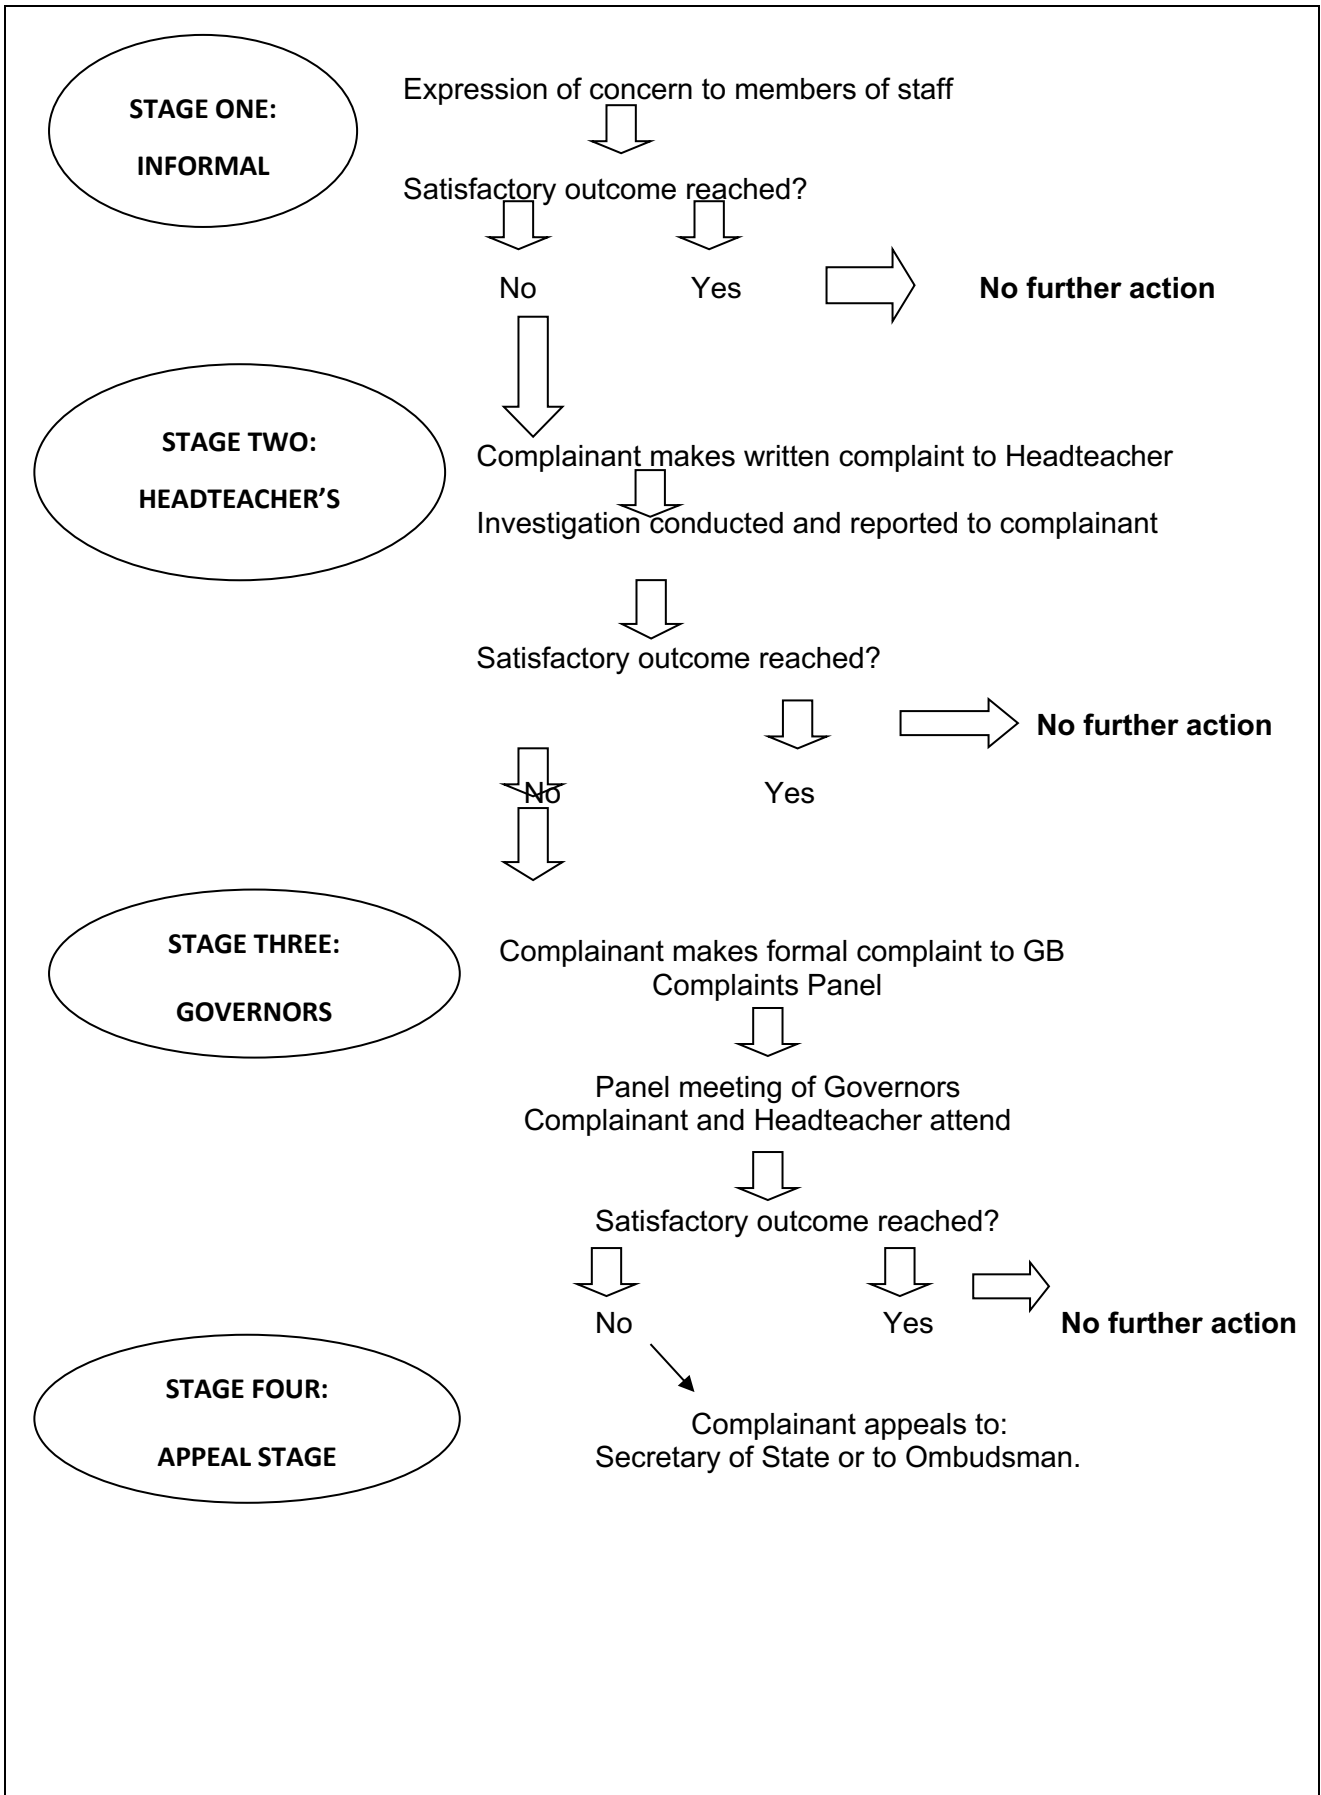 STAGE ONE:
INFORMAL
Expression of concern to members of staff
Satisfactory outcome reached?
No
Yes
No further action
STAGE TWO:
HEADTEACHER’S
Complainant makes written complaint to Headteacher
Investigation conducted and reported to complainant
Satisfactory outcome reached?
No further action
No
Yes
STAGE THREE:
GOVERNORS
Complainant makes formal complaint to GB
Complaints Panel
Panel meeting of Governors
Complainant and Headteacher attend
Satisfactory outcome reached?
No
Yes
No further action
STAGE FOUR:
APPEAL STAGE
Complainant appeals to:
Secretary of State or to Ombudsman.